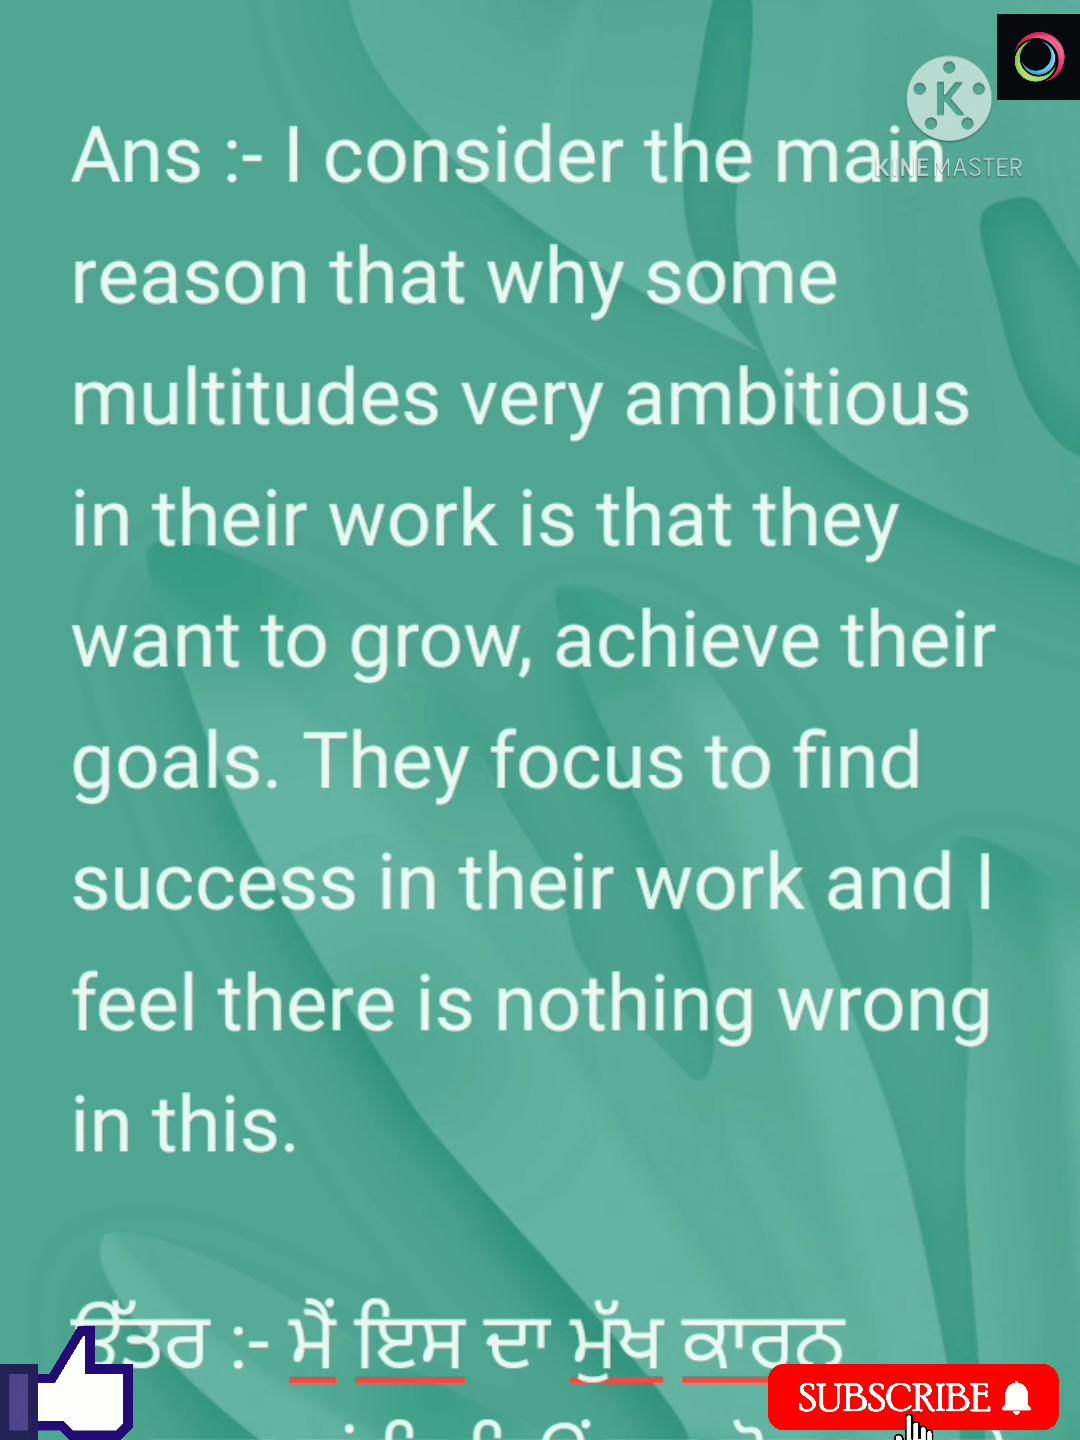 Ans :- I consider the main
KINEMASTER
reason that why some
multitudes very ambitious
in their work is that they
want to grow, achieve their
goals. They focus to find
success in their work and I
feel there is nothing wrong
in this.
ਉੱਤਰ :- ਮੈਂ ਇਸ ਦਾ ਮੁੱਖ ਕਾਰਨ
SUBSCRIBE